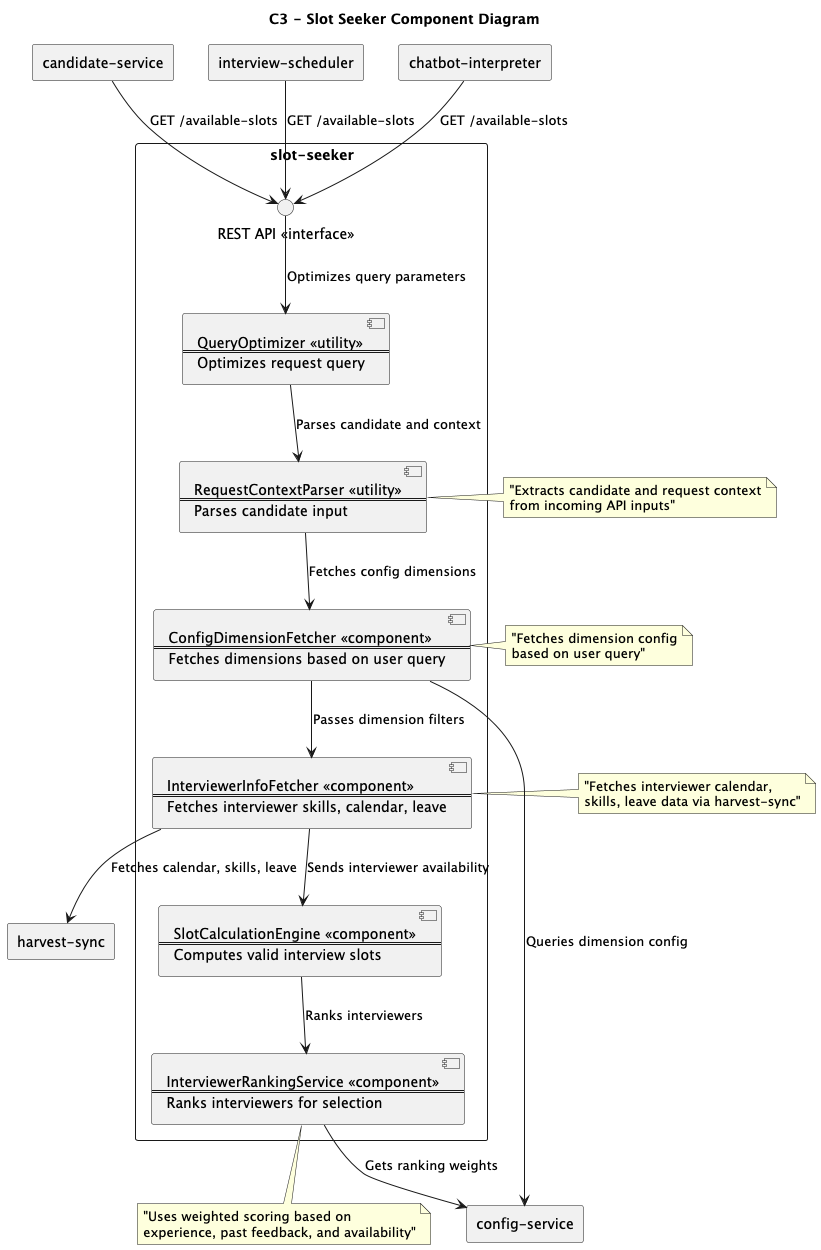 C3 - Slot Seeker Component Diagram
candidate-service
interview-scheduler
chatbot-interpreter
GET /available-slots
GET /available-slots
GET /available-slots
slot-seeker
REST API «interface»
Optimizes query parameters
QueryOptimizer «utility»
Optimizes request query
Parses candidate and context
RequestContextParser «utility»
Parses candidate input
"Extracts candidate and request context
from incoming API inputs"
Fetches config dimensions
ConfigDimensionFetcher «component»
Fetches dimensions based on user query
"Fetches dimension config
based on user query"
Passes dimension filters
InterviewerInfoFetcher «component»
Fetches interviewer skills, calendar, leave
"Fetches interviewer calendar,
skills, leave data via harvest-sync"
Fetches calendar, skills, leave
Sends interviewer availability
harvest-sync
SlotCalculationEngine «component»
Computes valid interview slots
Queries dimension config
Ranks interviewers
InterviewerRankingService «component»
Ranks interviewers for selection
Gets ranking weights
"Uses weighted scoring based on
experience, past feedback, and availability"
config-service